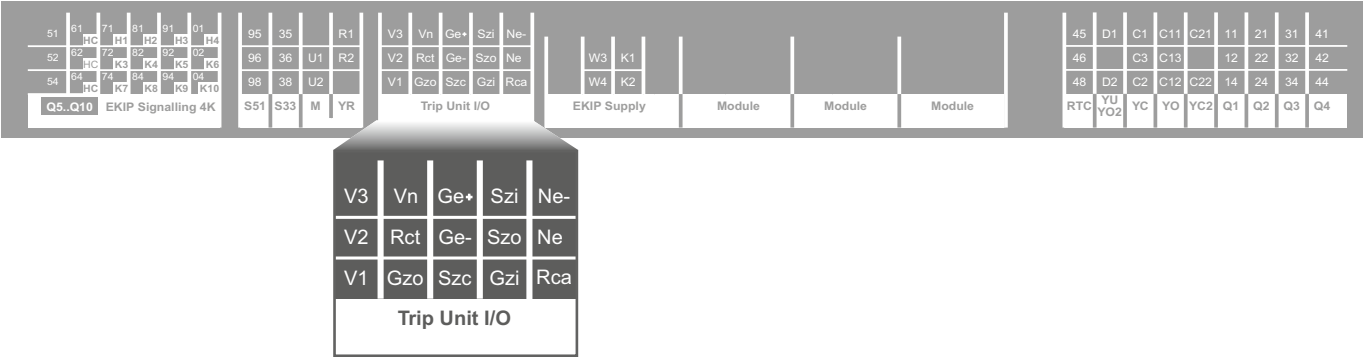 51 61 HC 71 H1 81 H2 91 H3 01 H4 95 35 R1 V3 Vn Ge+ Szi Ne- 45 D1 C1 C11 C21 11 21 31 41
52 62 HC 72 K3 82 K4 92 K5 02 K6 96 36 U1 R2 V2 Rct Ge- Szo Ne W3 K1 46 C3 C13 12 22 32 42
54 64 HC 74 K7 84 K8 94 K9 04 K10 98 38 U2 V1 Gzo Szc Gzi Rca W4 K2 48 D2 C2 C12 C22 14 24 34 44
Q5..Q10 EKIP Signalling 4K S51 S33 M YR Trip Unit I/O EKIP Supply Module Module Module RTC YU YC YO YC2 Q1 Q2 Q3 Q4
YO2
V3 Vn Ge+ Szi Ne-
V2 Rct Ge- Szo Ne
V1 Gzo Szc Gzi Rca
Trip Unit I/O